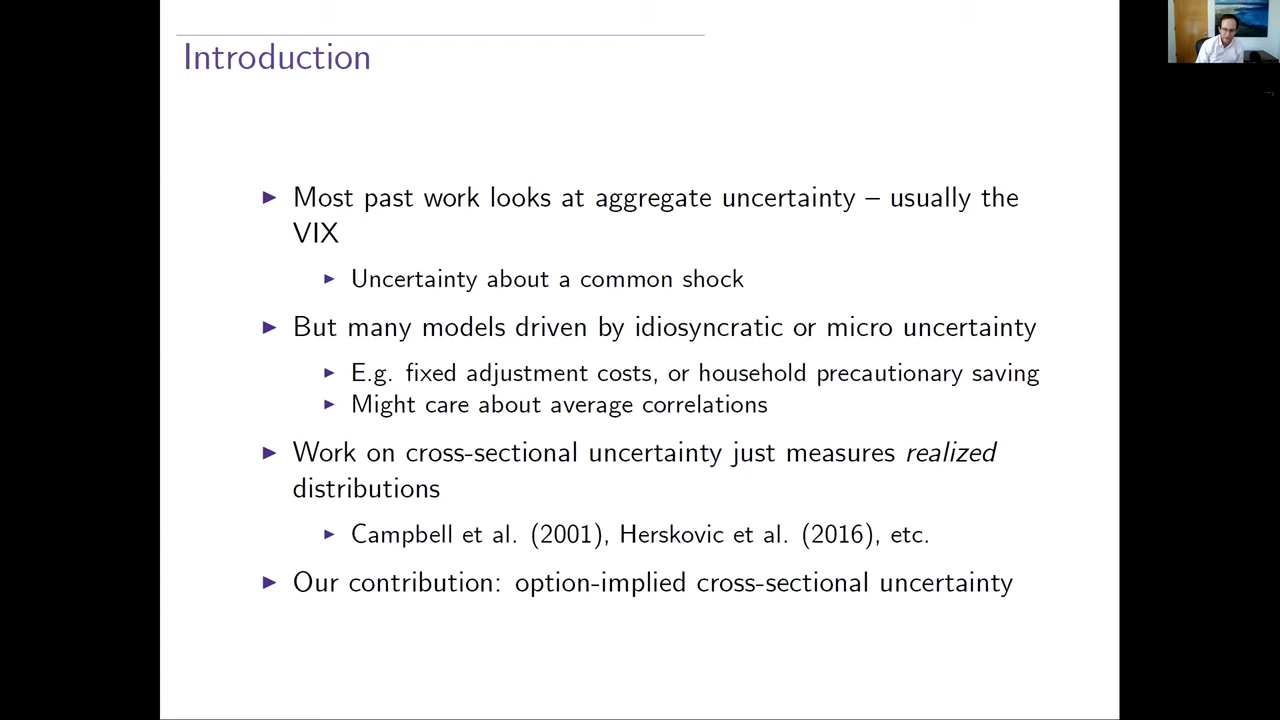 Introduction
Most past work looks at aggregate uncertainty – usually the
VIX
Uncertainty about a common shock
But many models driven by idiosyncratic or micro uncertainty
E.g. fixed adjustment costs, or household precautionary saving
Might care about average correlations
Work on cross-sectional uncertainty just measures realized
distributions
Campbell et al. (2001), Herskovic et al. (2016), etc.
Our contribution: option-implied cross-sectional uncertainty